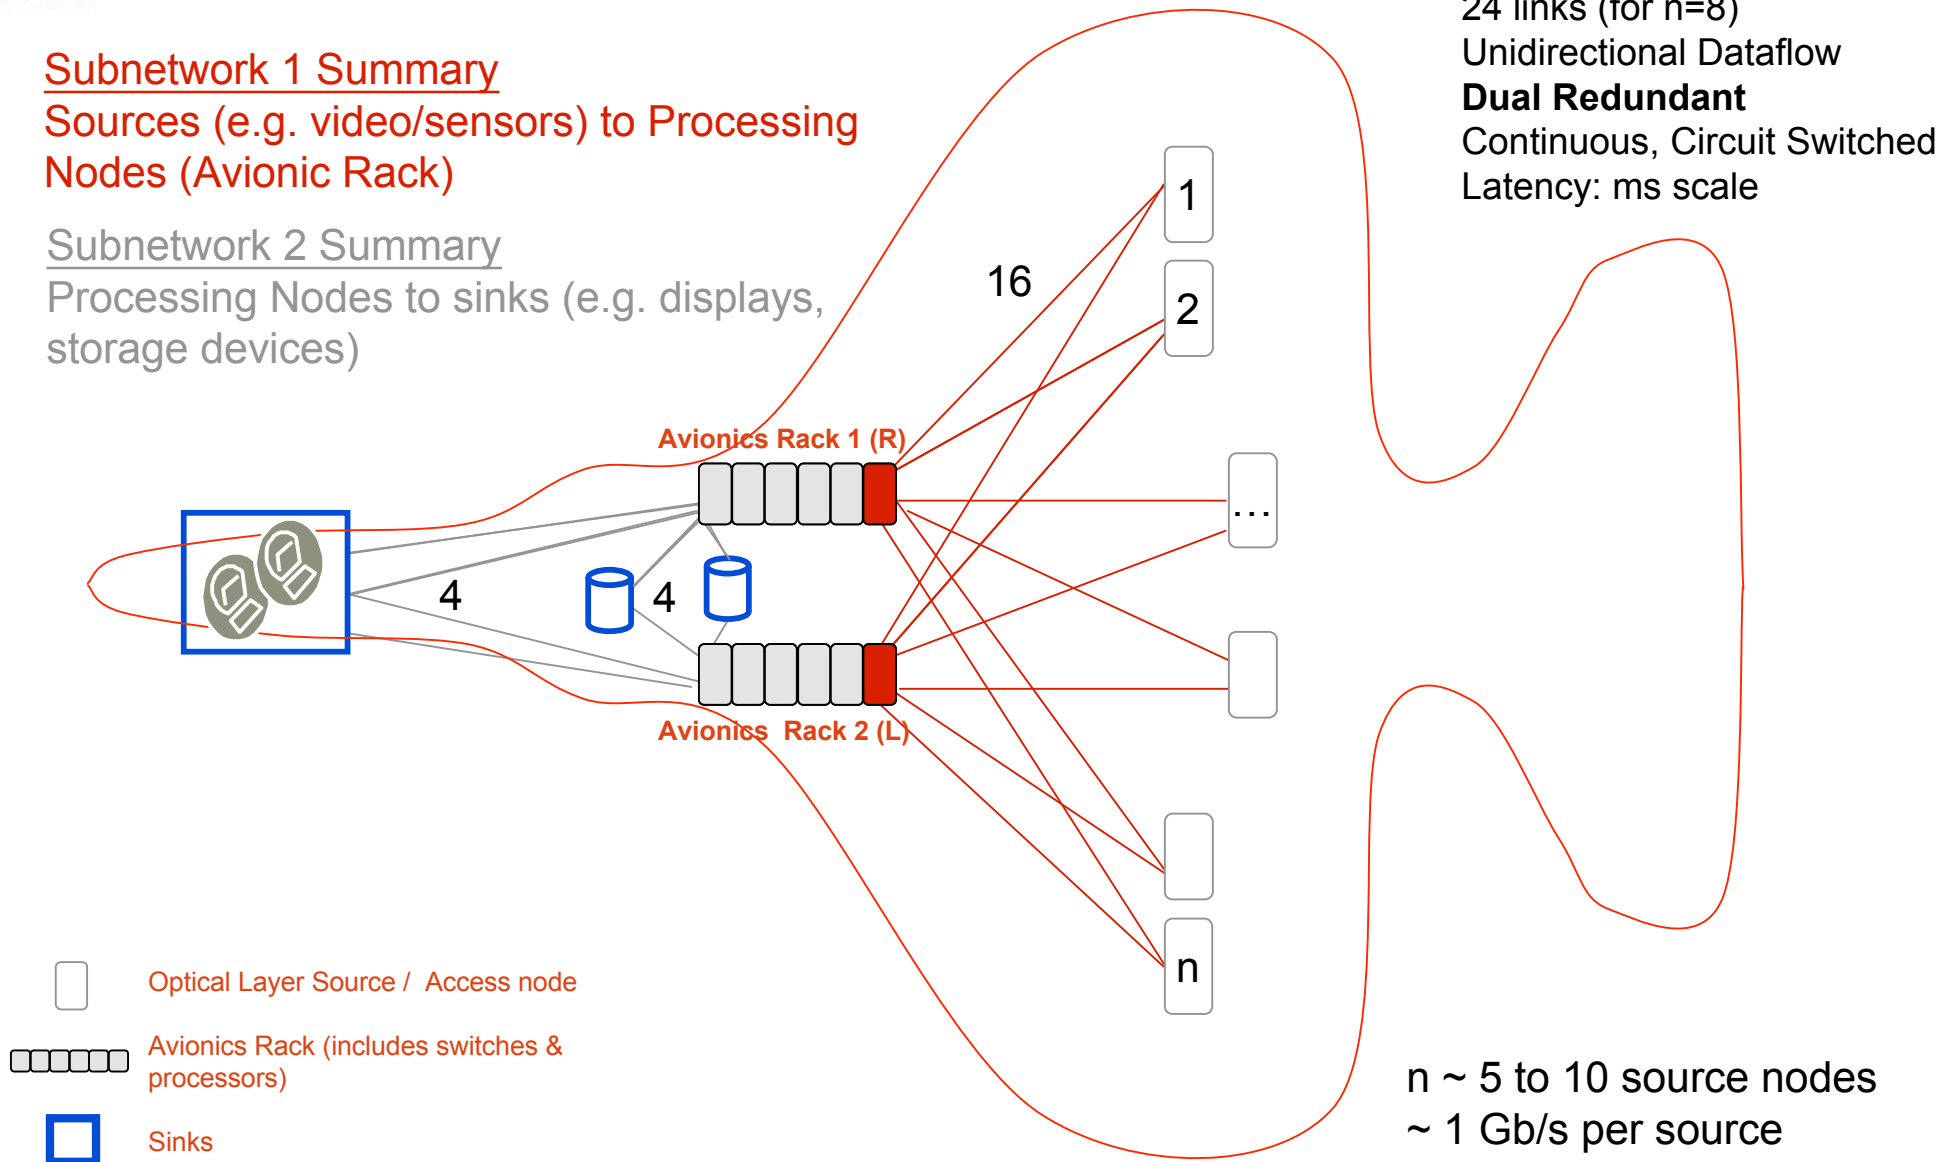 24 links (for n=8)
Unidirectional Dataflow
Dual Redundant
Continuous, Circuit Switched
Latency: ms scale
Subnetwork 1 Summary
Sources (e.g. video/sensors) to Processing
Nodes (Avionic Rack)
Subnetwork 2 Summary
Processing Nodes to sinks (e.g. displays,
storage devices)
1
16
2
Avionics Rack 1 (R)
...
4
4
Avionics Rack 2 (L)
n
Optical Layer Source / Access node
Avionics Rack (includes switches &
processors)
Sinks
n ~ 5 to 10 source nodes
~ 1 Gb/s per source